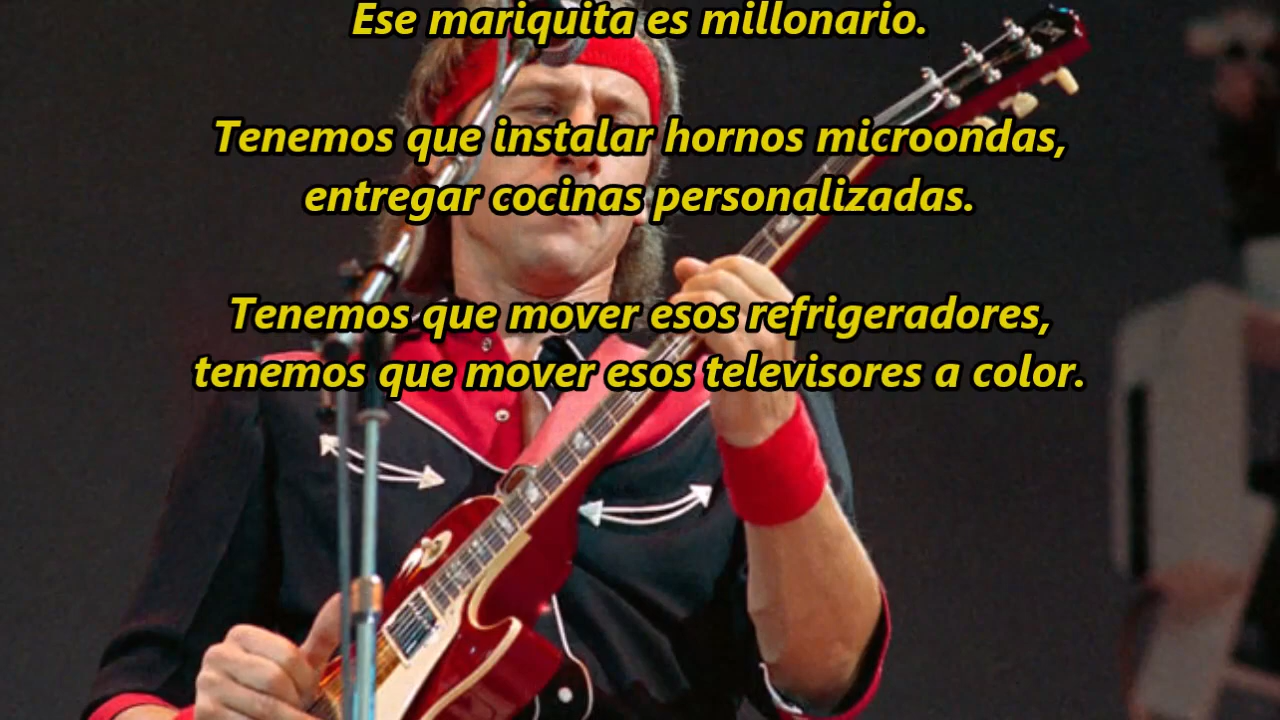 Ese mariquita es millonario.
Tenemos que instalar hornos microondas,
entregar cocinas personalizadas.
Tenemos que mover esos refrigeradores,
tenemos que mover esos televisores a color.